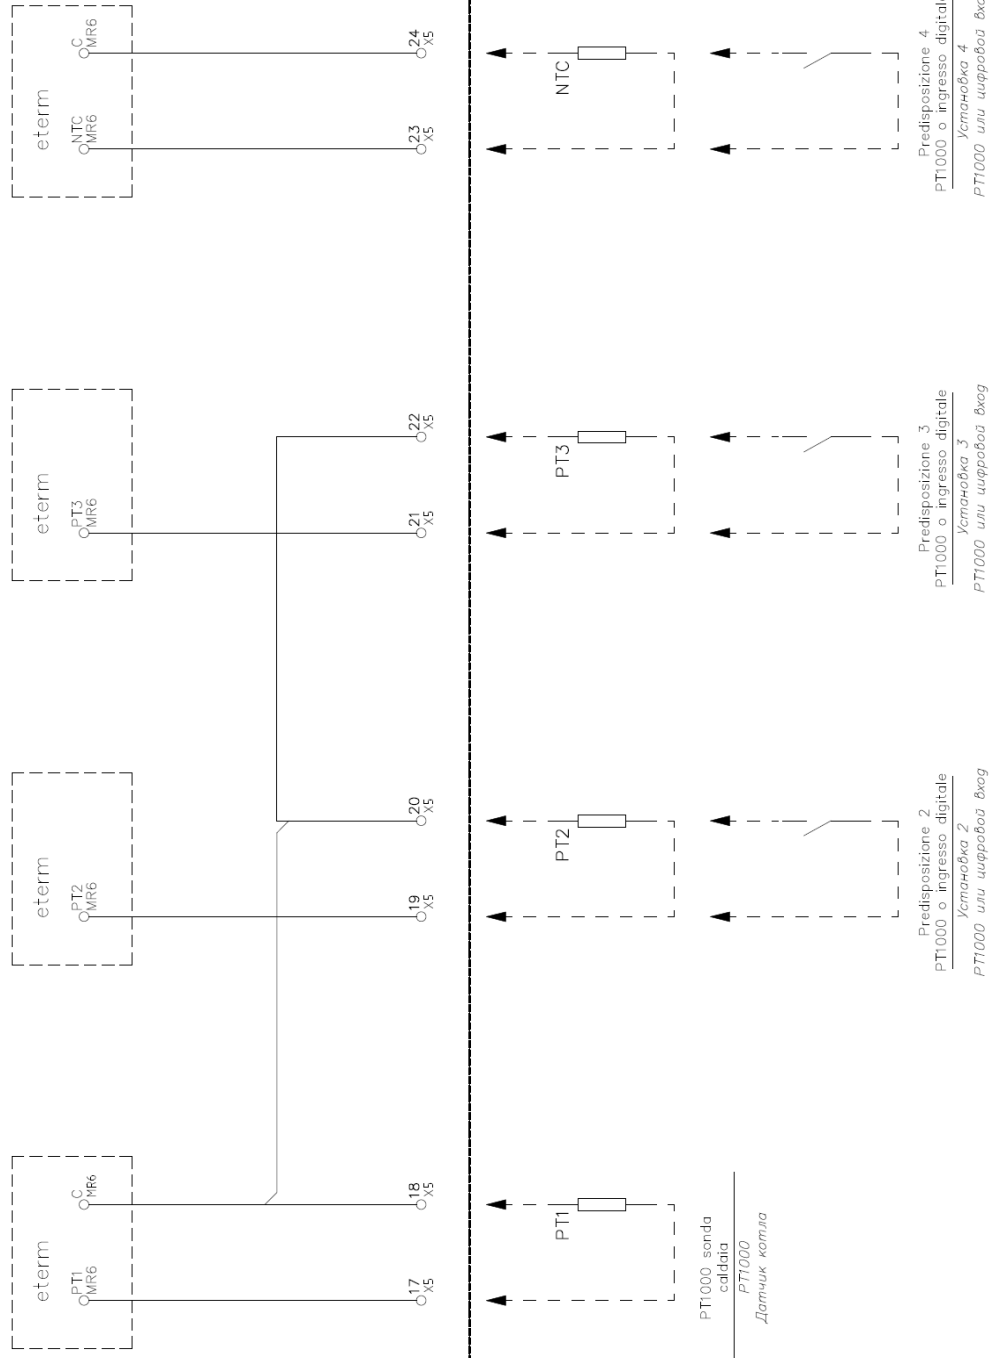 eterm
PT1
MR6
C
MR6
17
X5
18
X5
PT1
PT1000 sonda
caldaia
PT1000
Датчик котла
eterm
PT2
MR6
19
X5
20
X5
PT2
Predisposizione 2
PT1000 o ingresso digitale
Установка 2
PT1000 или цифровой вход
eterm
PT3
MR6
21
X5
22
X5
PT3
Predisposizione 3
PT1000 o ingresso digitale
Установка 3
PT1000 или цифровой вход
eterm
NTC
MR6
C
MR6
23
X5
24
X5
NTC
Predisposizione 4
PT1000 o ingresso digitale
Установка 4
PT1000 или цифровой вход